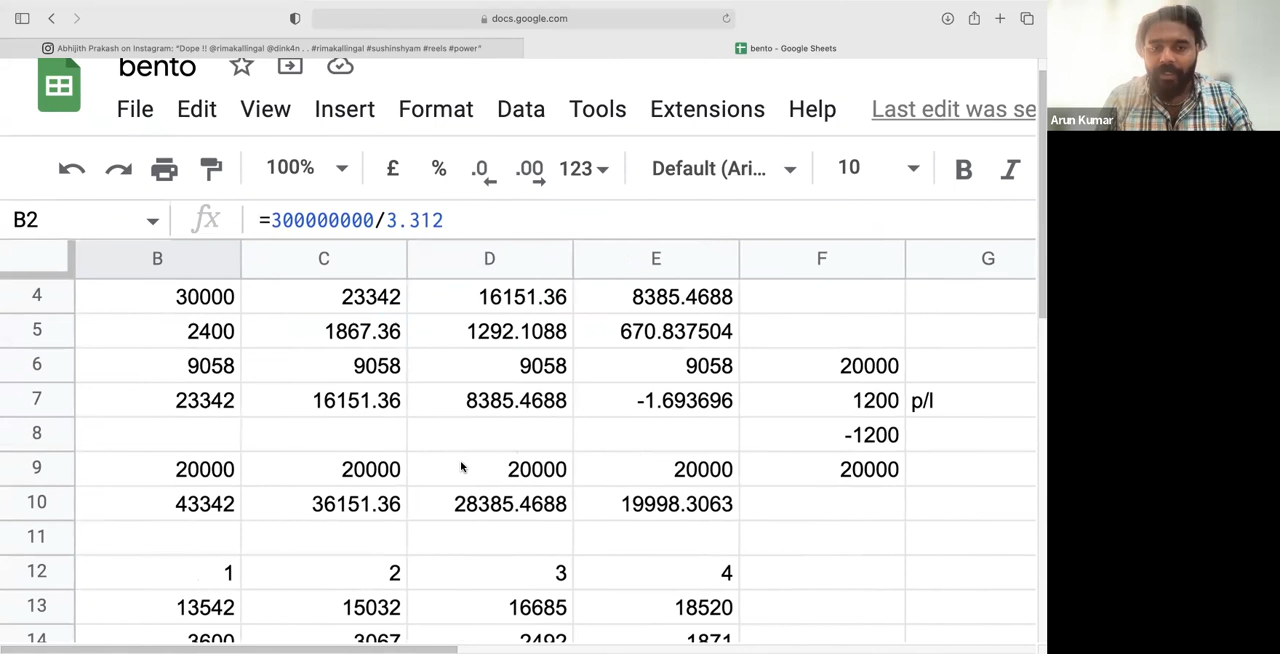 docs.google.com
Abhijith Prakash on Instagram: "Dope !! @rimakallingal @dink4n . . #rimakallingal #sushinshyam #reels #power"
bento - Google Sheets
Arun Kumar
bento
File Edit View Insert Format Data Tools Extensions Help Last edit was se
100% £ % .0 .00 123 Default (Ari... 10 B I
B2 fx =300000000/3.312
B C D E F G
4 30000 23342 16151.36 8385.4688
5 2400 1867.36 1292.1088 670.837504
6 9058 9058 9058 9058 20000
7 23342 16151.36 8385.4688 -1.693696 1200 p/l
8 -1200
9 20000 20000 20000 20000 20000
10 43342 36151.36 28385.4688 19998.3063
11
12 1 2 3 4
13 13542 15032 16685 18520
14 3600 3067 2492 1871